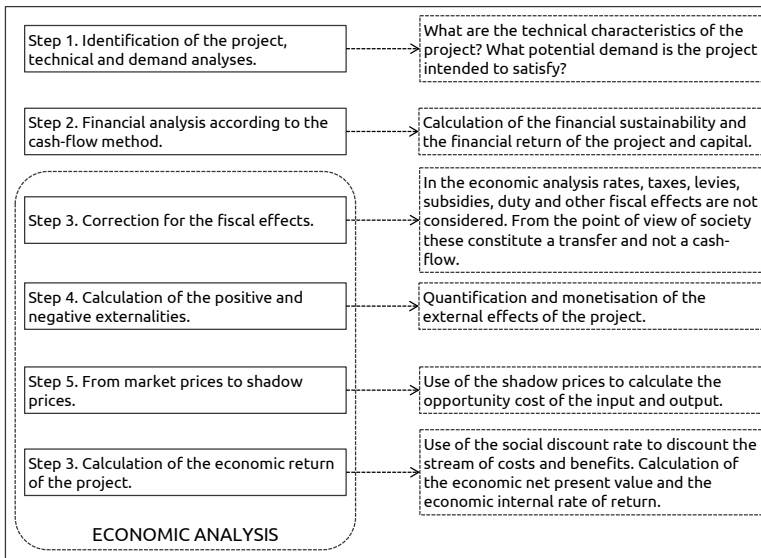 Step 1. Identification of the project,
technical and demand analyses.
What are the technical characteristics of the
project? What potential demand is the project
intended to satisfy?
Step 2. Financial analysis according to the
cash-flow method.
Calculation of the financial sustainability and
the financial return of the project and capital.
Step 3. Correction for the fiscal effects.
In the economic analysis rates, taxes, levies,
subsidies, duty and other fiscal effects are not
considered. From the point of view of society
these constitute a transfer and not a cash-
flow.
Step 4. Calculation of the positive and
negative externalities.
Quantification and monetisation of the
external effects of the project.
Step 5. From market prices to shadow
prices.
Use of the shadow prices to calculate the
opportunity cost of the input and output.
Step 3. Calculation of the economic return
of the project.
Use of the social discount rate to discount the
stream of costs and benefits. Calculation of
the economic net present value and the
economic internal rate of return.
ECONOMIC ANALYSIS